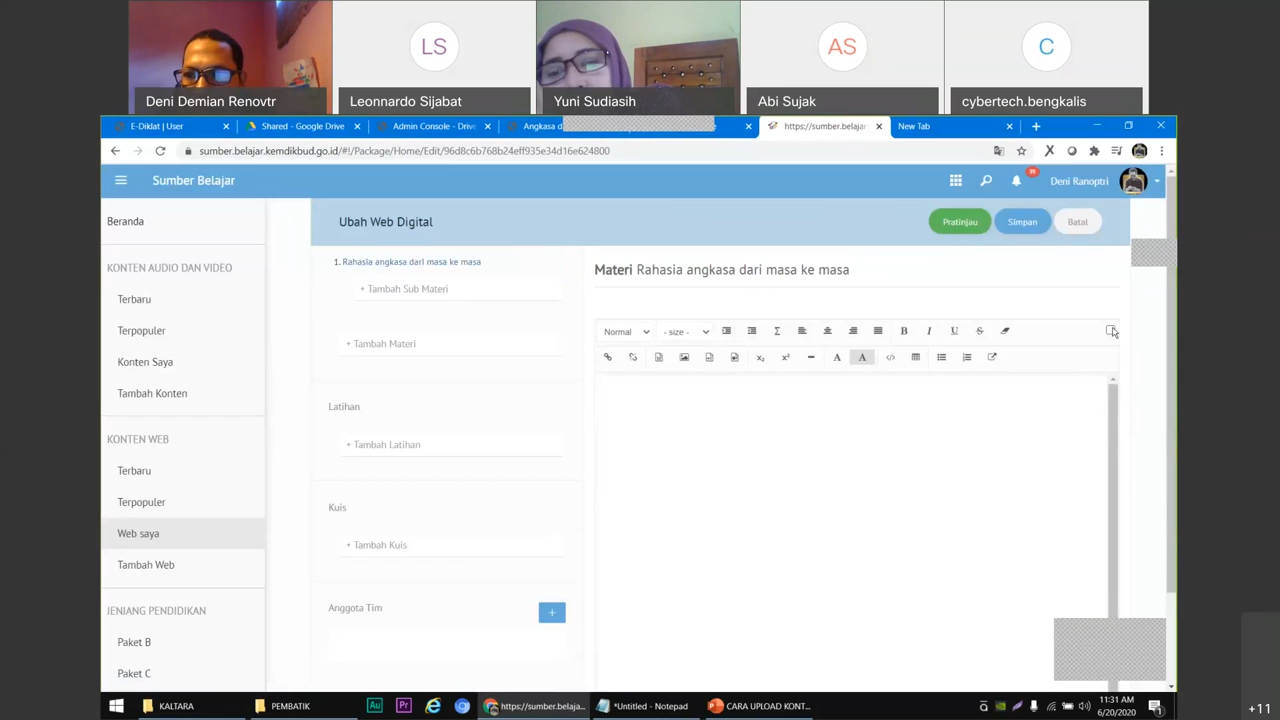 LS
AS
C
Deni Demian Renovtr
Leonnardo Sijabat
Yuni Sudiasih
Abi Sujak
cybertech.bengkalis
E-Diklat | User
Shared - Google Drive
Admin Console - Drive
Angkasa d
https://sumber.belajar
New Tab
sumber.belajar.kemdikbud.go.id/#!/Package/Home/Edit/96d8c6b768b24eff935e34d16e624800
Sumber Belajar
Deni Ranoptri
Beranda
Ubah Web Digital
Pratinjau
Simpan
Batal
KONTEN AUDIO DAN VIDEO
Terbaru
Terpopuler
Konten Saya
Tambah Konten
KONTEN WEB
Terbaru
Terpopuler
Web saya
Tambah Web
JENJANG PENDIDIKAN
Paket B
Paket C
1. Rahasia angkasa dari masa ke masa
+ Tambah Sub Materi
+ Tambah Materi
Latihan
+ Tambah Latihan
Kuis
+ Tambah Kuis
Anggota Tim
+
Materi Rahasia angkasa dari masa ke masa
Normal
- size -
KALTARA
PEMBATIK
Au
Pr
https://sumber.belaja...
*Untitled - Notepad
CARA UPLOAD KONT...
11:31 AM
6/20/2020
+11